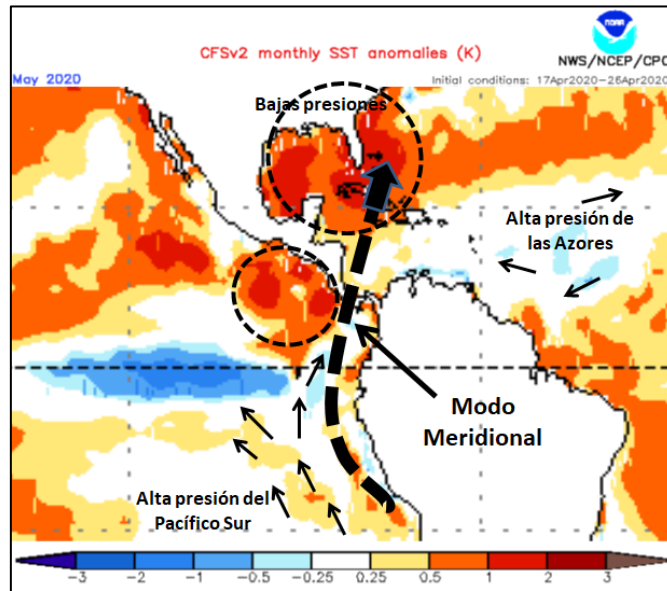 NOAA
CFSv2 monthly SST anomalies (K)
NWS/NCEP/CPC
May 2020
Initial conditions: 17Apr2020-26Apr2020
Bajas presiones
Alta presión de
las Azores
Modo
Meridional
Alta presión del
Pacífico Sur
-3 -2 -1 -0.5 -0.25 0.25 0.5 1 2 3